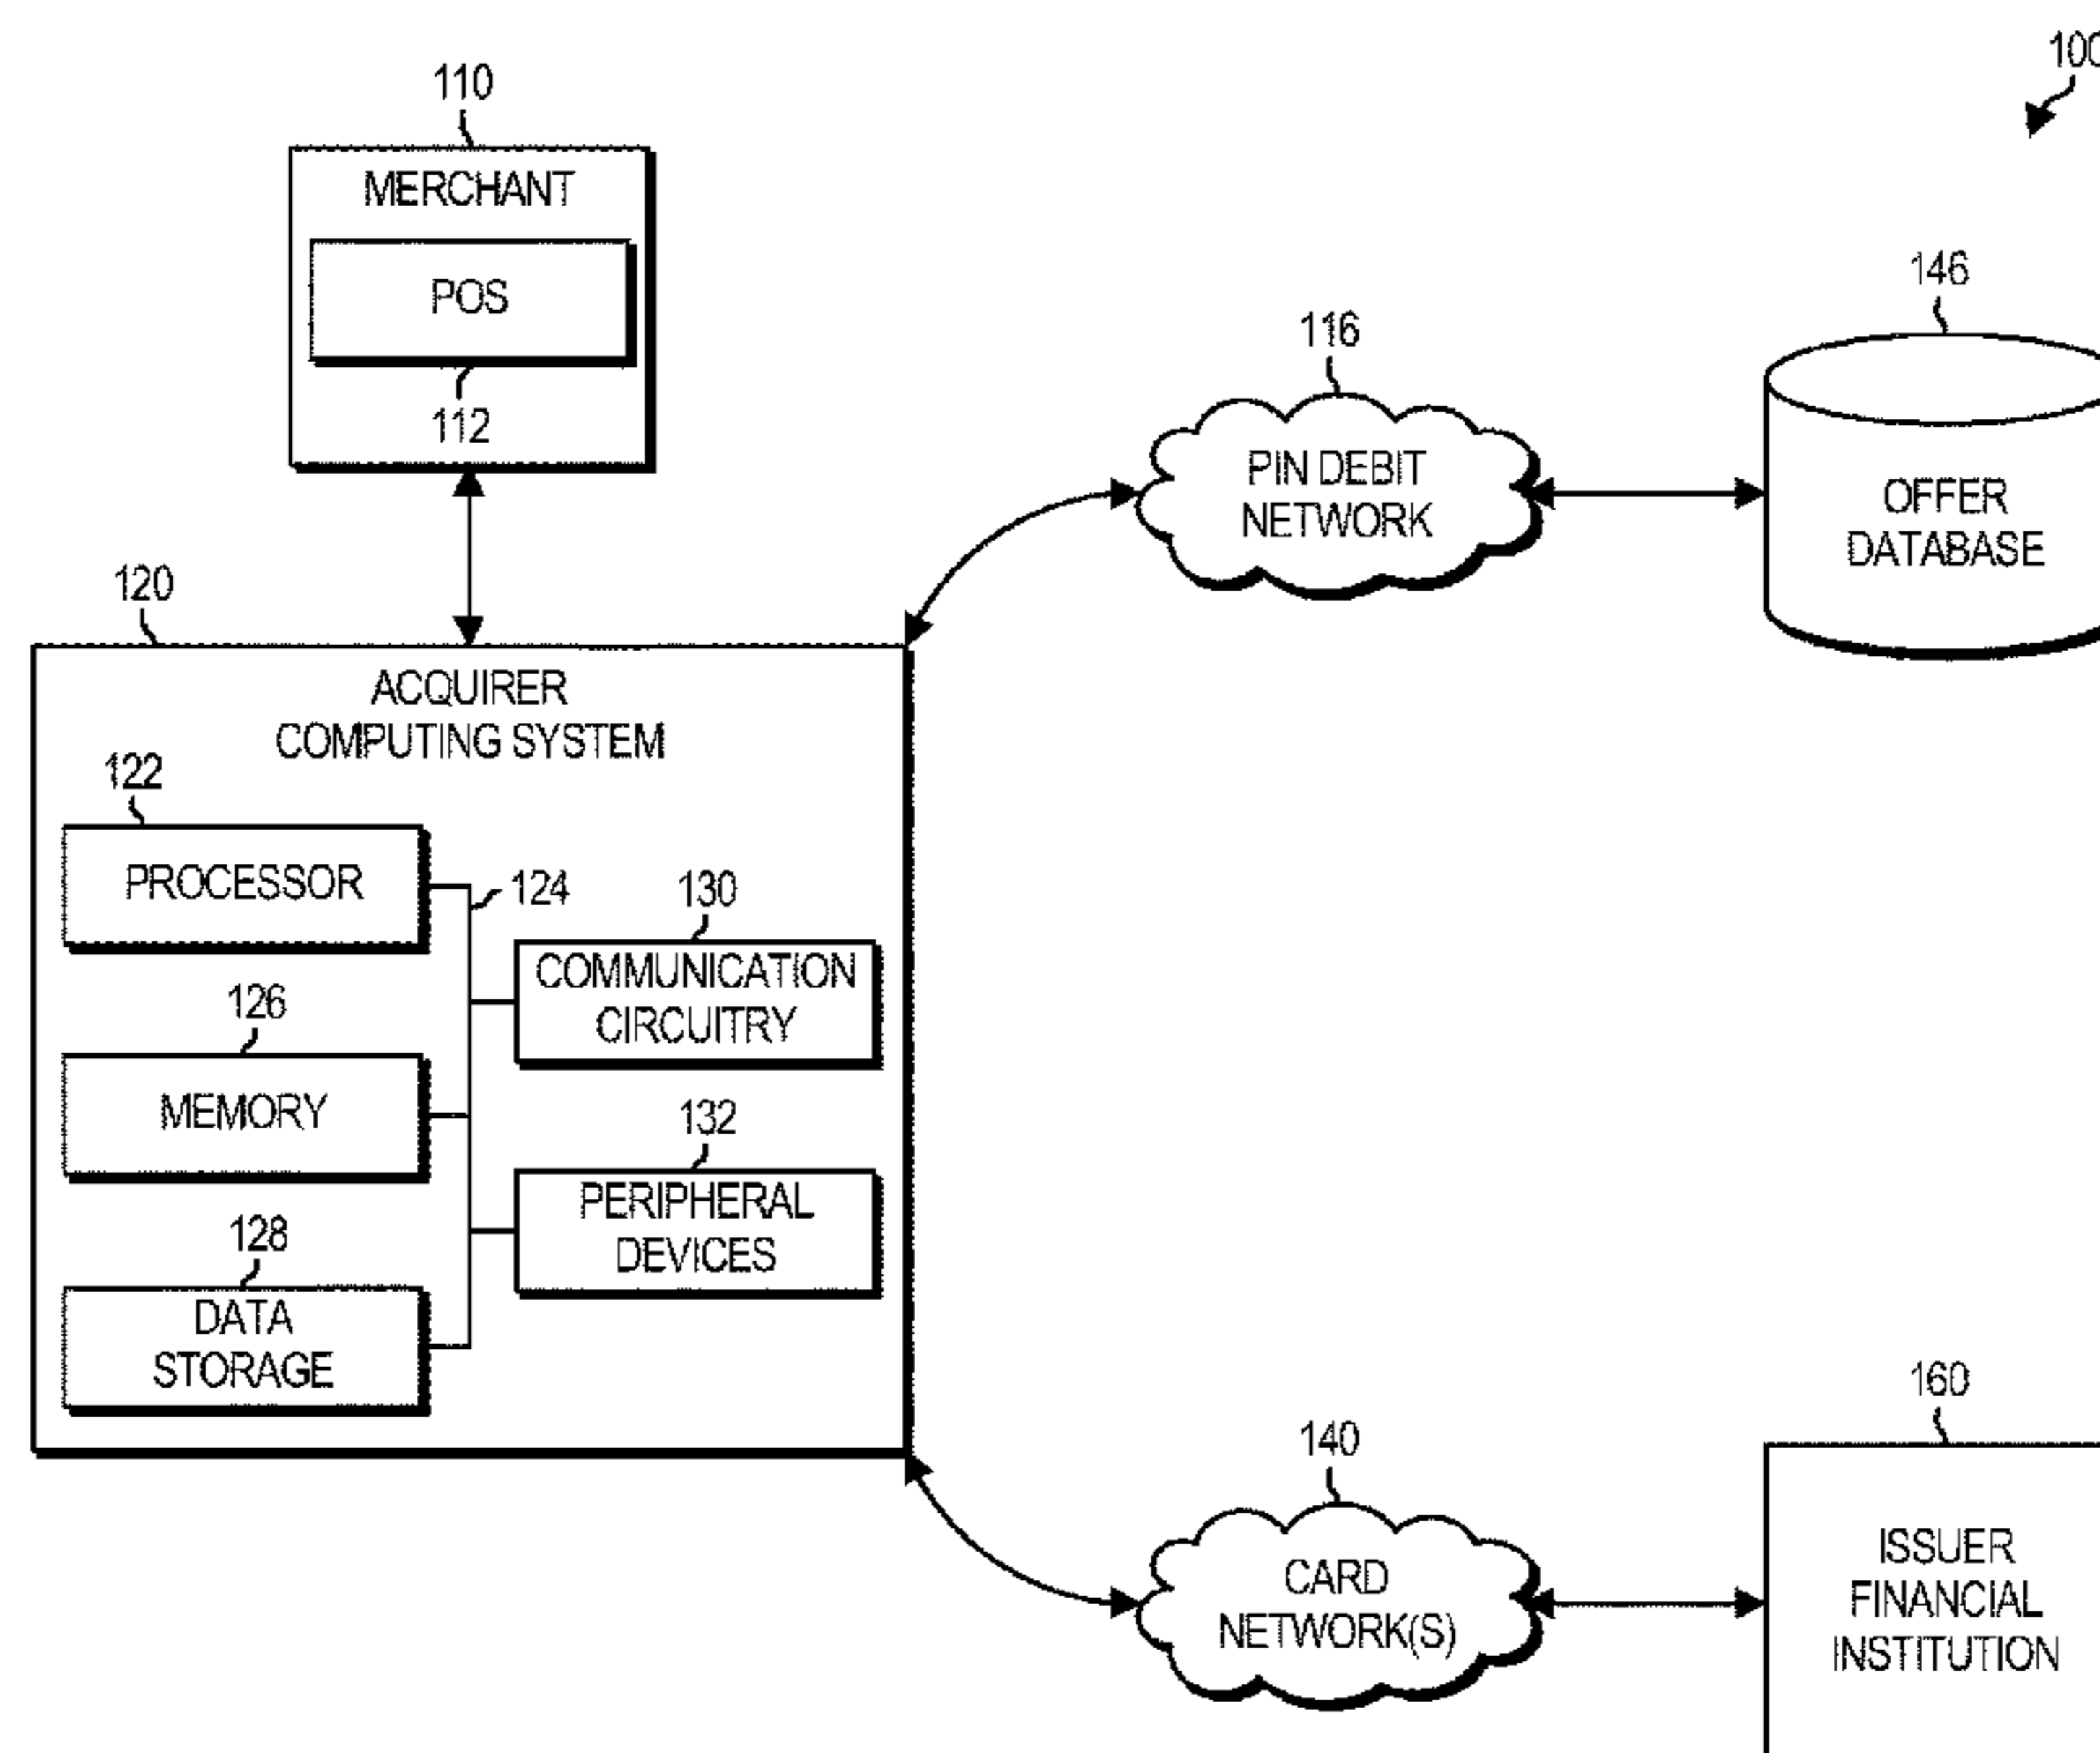 100
110
MERCHANT
POS
112
146
116
PIN DEBIT
NETWORK
OFFER
DATABASE
120
ACQUIRER
COMPUTING SYSTEM
122
PROCESSOR
124
130
COMMUNICATION
CIRCUITRY
126
MEMORY
132
PERIPHERAL
DEVICES
128
DATA
STORAGE
160
140
CARD
NETWORK(S)
ISSUER
FINANCIAL
INSTITUTION